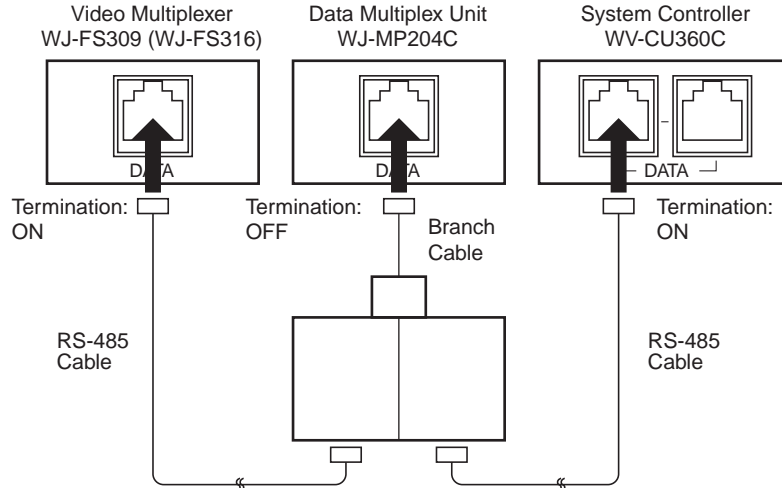 Video Multiplexer
WJ-FS309 (WJ-FS316)
Data Multiplex Unit
WJ-MP204C
System Controller
WV-CU360C
DATA
DATA
DATA
Termination:
ON
Termination:
OFF
Branch
Cable
Termination:
ON
RS-485
Cable
RS-485
Cable